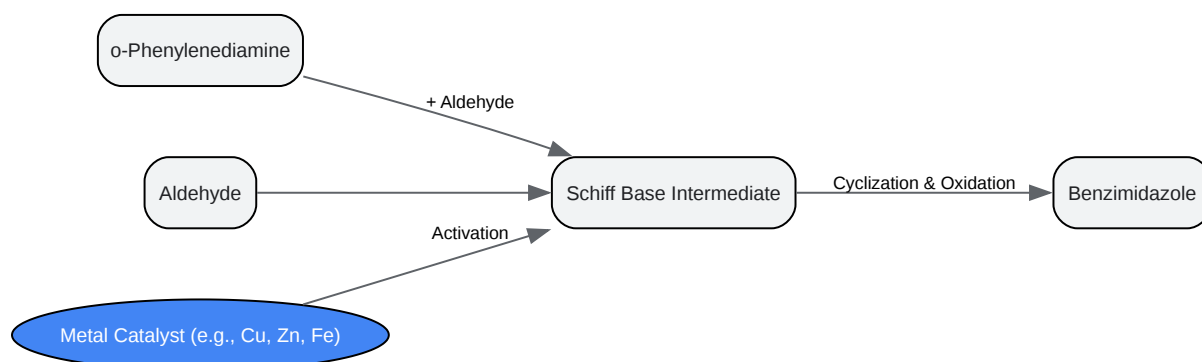 o-Phenylenediamine
+ Aldehyde
Aldehyde
Schiff Base Intermediate
Cyclization & Oxidation
Benzimidazole
Activation
Metal Catalyst (e.g., Cu, Zn, Fe)